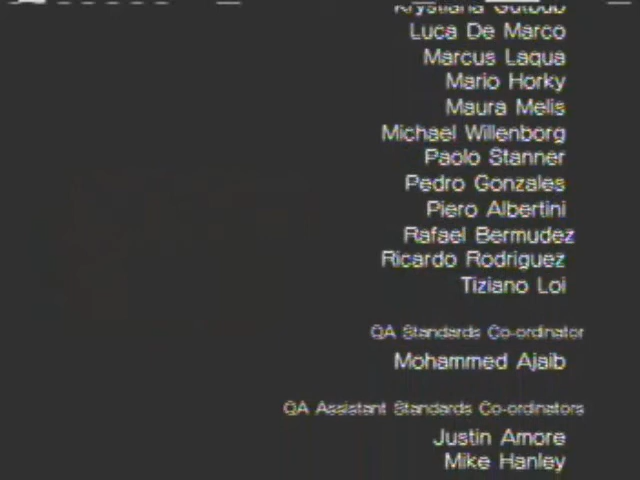 Luca De Marco
Marcus Laqua
Mario Horky
Maura Melis
Michael Willenborg
Paolo Stanner
Pedro Gonzales
Piero Albertini
Rafael Bermudez
Ricardo Rodriguez
Tiziano Loi
QA Standards Co-ordinator
Mohammed Ajaib
QA Assistant Standards Co-ordinators
Justin Amore
Mike Hanley